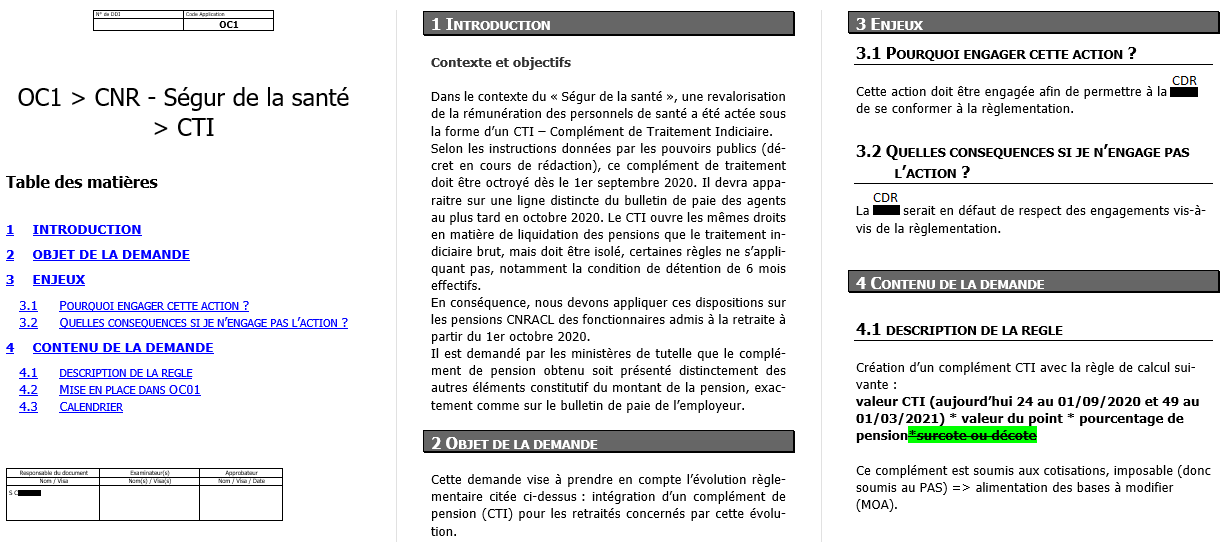 N° de DDI
Code Application
OC1
OC1 > CNR - Ségur de la santé
> CTI
Table des matières
1 INTRODUCTION
2 OBJET DE LA DEMANDE
3 ENJEUX
3.1 POURQUOI ENGAGER CETTE ACTION ?
3.2 QUELLES CONSEQUENCES SI JE N'ENGAGE PAS L'ACTION ?
4 CONTENU DE LA DEMANDE
4.1 DESCRIPTION DE LA REGLE
4.2 MISE EN PLACE DANS OC01
4.3 CALENDRIER
Responsable du document
Examinateur(s)
Approbateur
Nom / Visa
Nom(s) / Visa(s)
Nom / Visa / Date
S C
1 INTRODUCTION
Contexte et objectifs
Dans le contexte du « Ségur de la santé », une revalorisation
de la rémunération des personnels de santé a été actée sous
la forme d'un CTI – Complément de Traitement Indiciaire.
Selon les instructions données par les pouvoirs publics (dé-
cret en cours de rédaction), ce complément de traitement
doit être octroyé dès le 1er septembre 2020. Il devra appa-
raitre sur une ligne distincte du bulletin de paie des agents
au plus tard en octobre 2020. Le CTI ouvre les mêmes droits
en matière de liquidation des pensions que le traitement in-
diciaire brut, mais doit être isolé, certaines règles ne s'appli-
quant pas, notamment la condition de détention de 6 mois
effectifs.
En conséquence, nous devons appliquer ces dispositions sur
les pensions CNRACL des fonctionnaires admis à la retraite à
partir du 1er octobre 2020.
Il est demandé par les ministères de tutelle que le complé-
ment de pension obtenu soit présenté distinctement des
autres éléments constitutif du montant de la pension, exac-
tement comme sur le bulletin de paie de l'employeur.
2 OBJET DE LA DEMANDE
Cette demande vise à prendre en compte l'évolution règle-
mentaire citée ci-dessus : intégration d'un complément de
pension (CTI) pour les retraités concernés par cette évolu-
tion.
3 ENJEUX
3.1 POURQUOI ENGAGER CETTE ACTION ?
CDR
Cette action doit être engagée afin de permettre à la
de se conformer à la règlementation.
3.2 QUELLES CONSEQUENCES SI JE N'ENGAGE PAS
L'ACTION ?
CDR
La serait en défaut de respect des engagements vis-à-
vis de la règlementation.
4 CONTENU DE LA DEMANDE
4.1 DESCRIPTION DE LA REGLE
Création d'un complément CTI avec la règle de calcul sui-
vante :
valeur CTI (aujourd'hui 24 au 01/09/2020 et 49 au
01/03/2021) * valeur du point * pourcentage de
pension*surcote ou décote
Ce complément est soumis aux cotisations, imposable (donc
soumis au PAS) => alimentation des bases à modifier
(MOA).